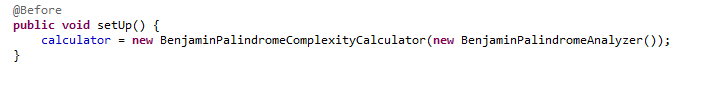 @Before
public void setUp() {
    calculator = new BenjaminPalindromeComplexityCalculator(new BenjaminPalindromeAnalyzer());
}